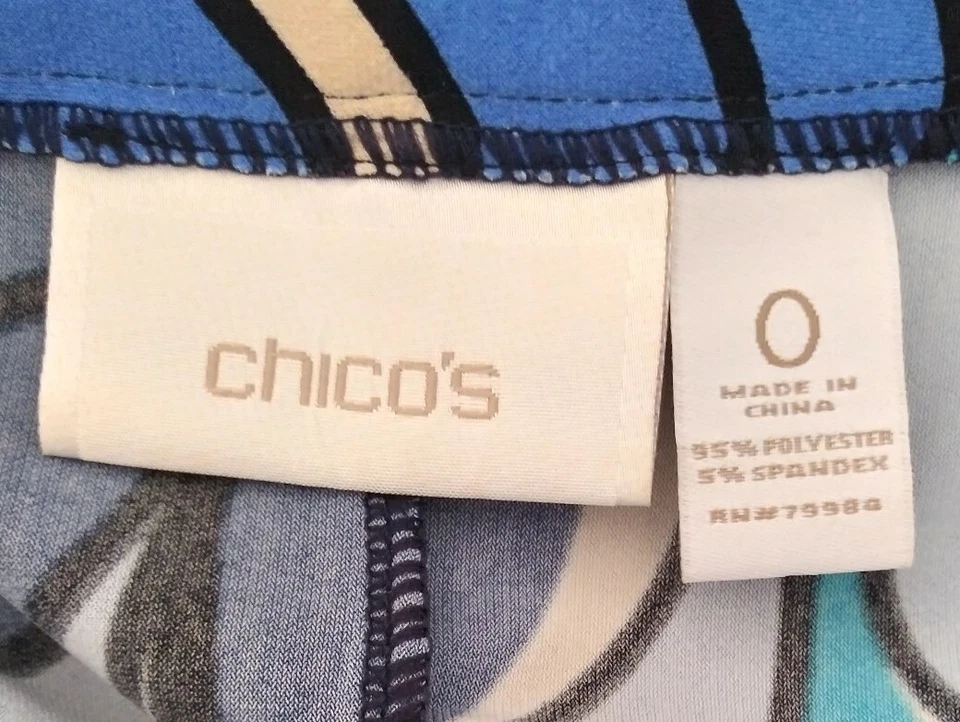 chico's
0
MADE IN
CHINA
95% POLYESTER
5% SPANDEX
RN#79984